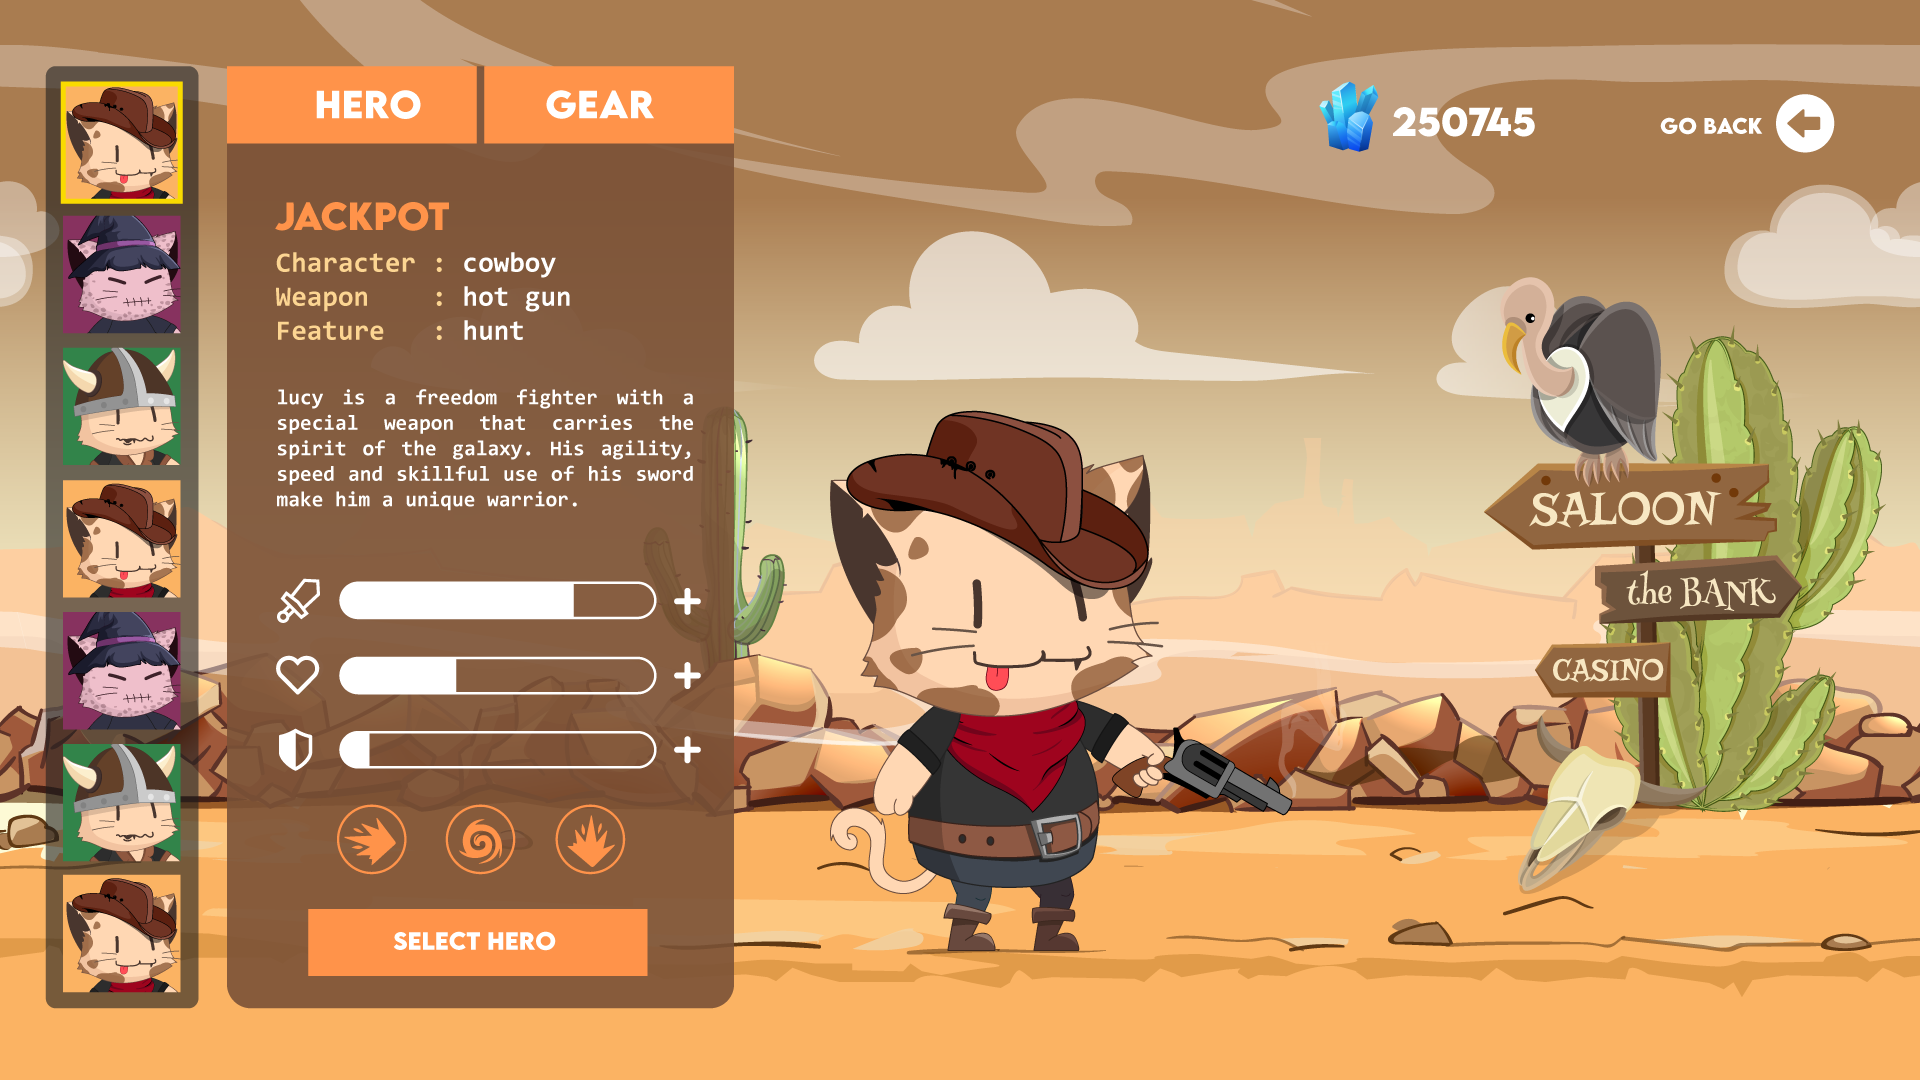 HERO
GEAR
250745
GO BACK
JACKPOT
Character : cowboy
Weapon : hot gun
Feature : hunt
lucy is a freedom fighter with a
special weapon that carries the
spirit of the galaxy. His agility,
speed and skillful use of his sword
make him a unique warrior.
SELECT HERO
SALOON
the BANK
CASINO